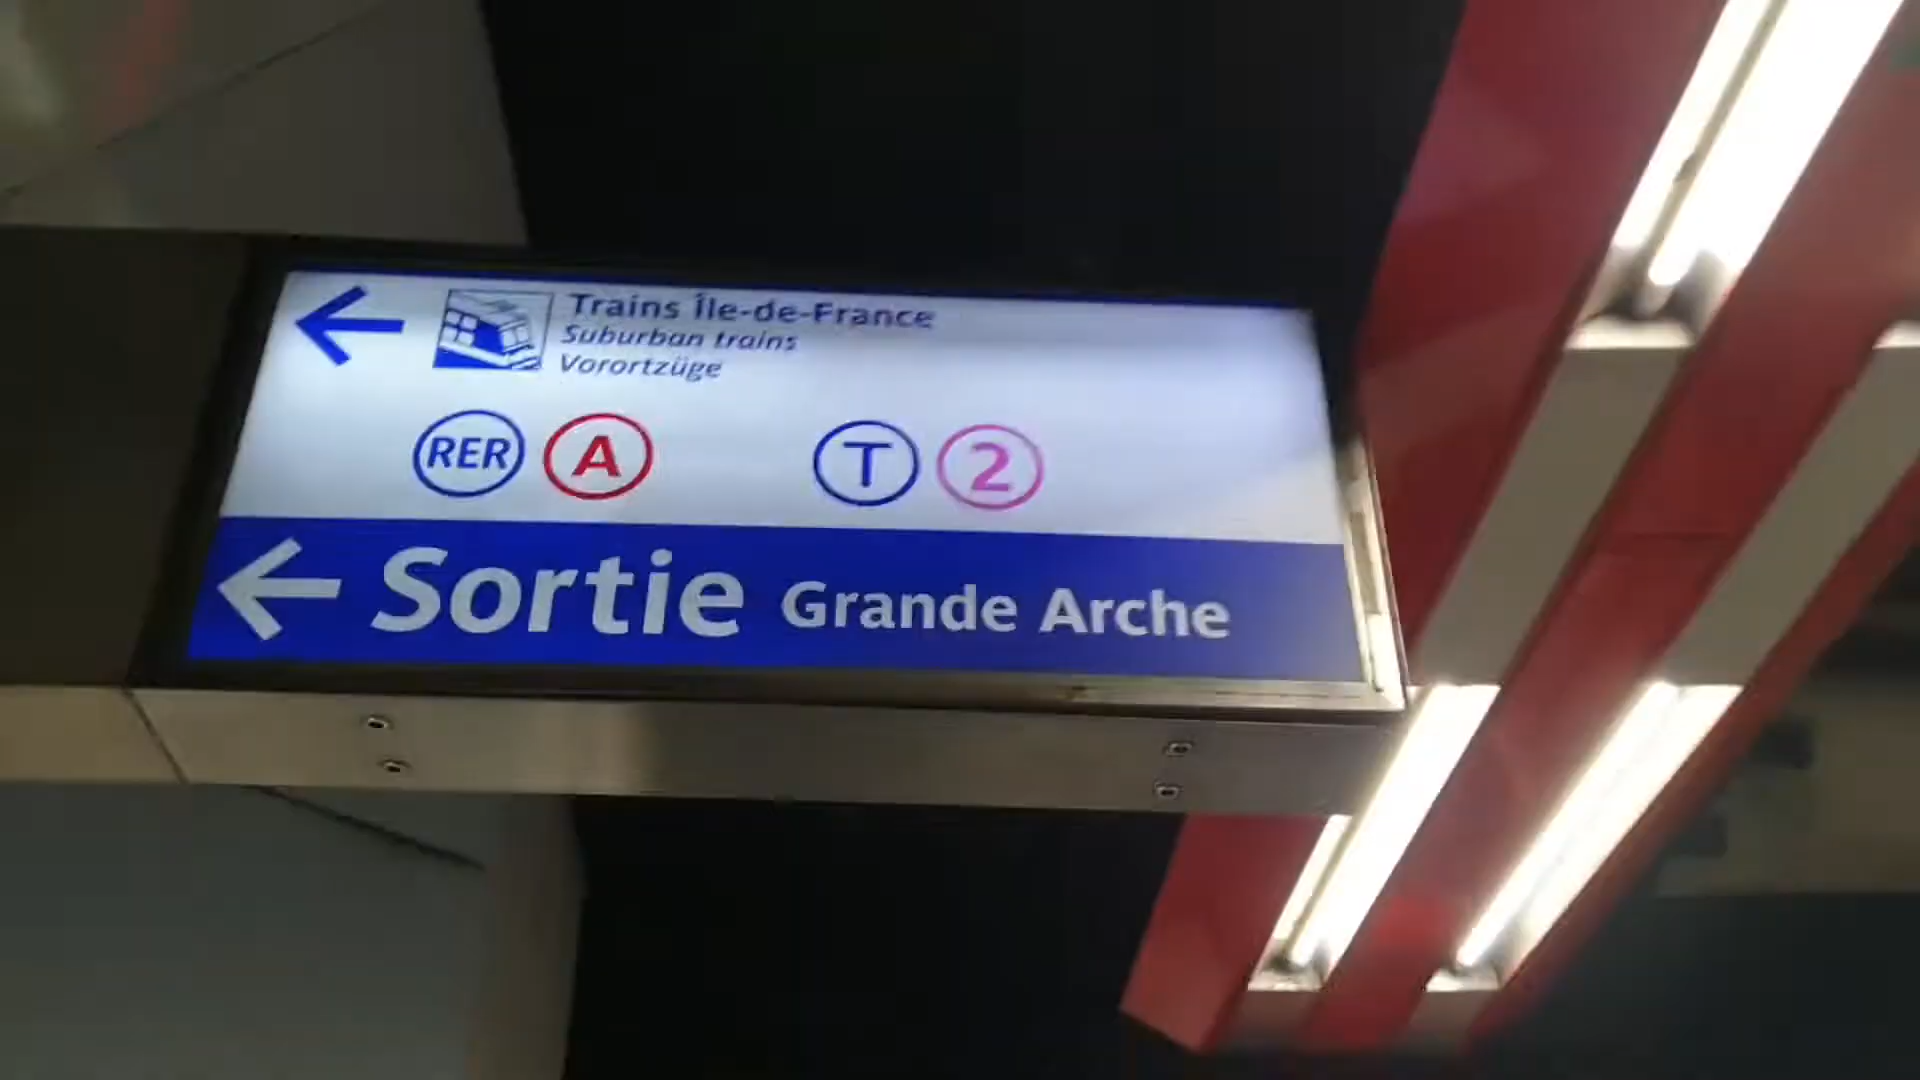 Trains Île-de-France
Suburban trains
Vorortzüge
RER A T 2
Sortie Grande Arche